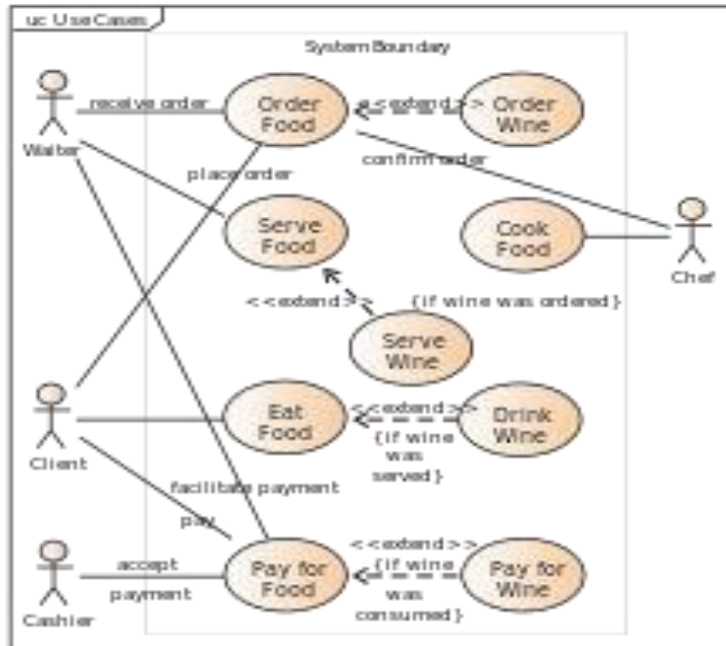 uc UseCases
System Boundary
receive order
Order
Food
<<extend>>
Order
Wine
Waiter
confirm order
place order
Serve
Food
Cook
Food
Chef
<<extend>>
{if wine was ordered}
Serve
Wine
Eat
Food
<<extend>>
{if wine
was
served}
Drink
Wine
Client
facilitate payment
pay
accept
payment
Pay for
Food
<<extend>>
{if wine
was
consumed}
Pay for
Wine
Cashier